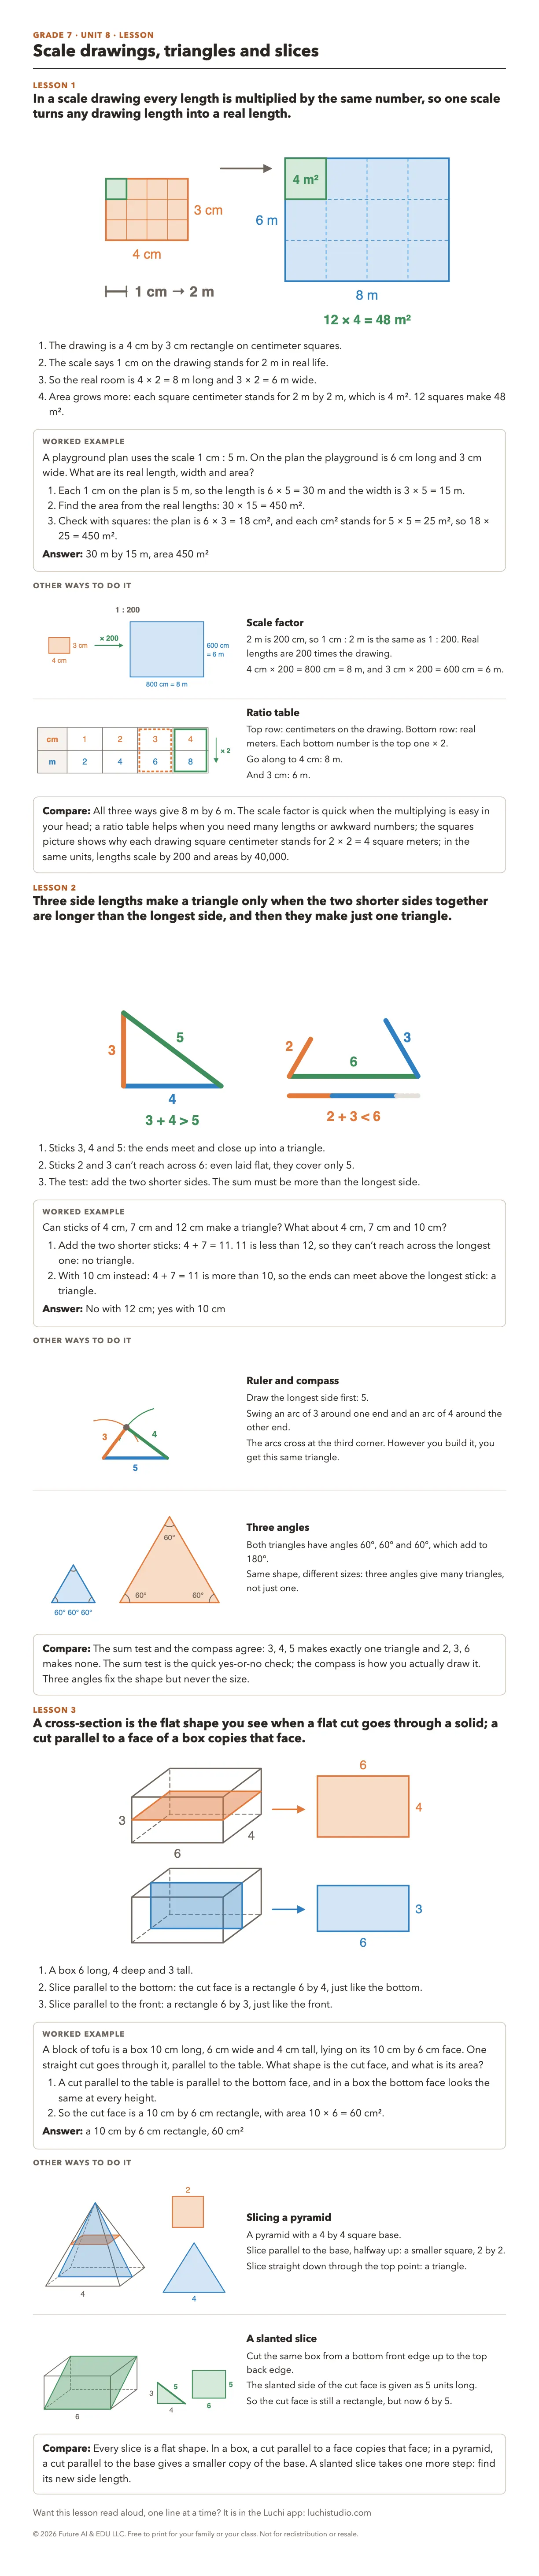 GRADE 7 · UNIT 8 · LESSON
Scale drawings, triangles and slices
LESSON 1
In a scale drawing every length is multiplied by the same number, so one scale
turns any drawing length into a real length.
4 m²
3 cm
6 m
4 cm
1 cm → 2 m
8 m
12 × 4 = 48 m²
1. The drawing is a 4 cm by 3 cm rectangle on centimeter squares.
2. The scale says 1 cm on the drawing stands for 2 m in real life.
3. So the real room is 4 × 2 = 8 m long and 3 × 2 = 6 m wide.
4. Area grows more: each square centimeter stands for 2 m by 2 m, which is 4 m². 12 squares make 48
m².
WORKED EXAMPLE
A playground plan uses the scale 1 cm : 5 m. On the plan the playground is 6 cm long and 3 cm
wide. What are its real length, width and area?
1. Each 1 cm on the plan is 5 m, so the length is 6 × 5 = 30 m and the width is 3 × 5 = 15 m.
2. Find the area from the real lengths: 30 × 15 = 450 m².
3. Check with squares: the plan is 6 × 3 = 18 cm², and each cm² stands for 5 × 5 = 25 m², so 18 ×
25 = 450 m².
Answer: 30 m by 15 m, area 450 m²
OTHER WAYS TO DO IT
1 : 200
× 200
3 cm
4 cm
600 cm
= 6 m
800 cm = 8 m
Scale factor
2 m is 200 cm, so 1 cm : 2 m is the same as 1 : 200. Real
lengths are 200 times the drawing.
4 cm × 200 = 800 cm = 8 m, and 3 cm × 200 = 600 cm = 6 m.
cm 1 2 3 4
m 2 4 6 8
× 2
Ratio table
Top row: centimeters on the drawing. Bottom row: real
meters. Each bottom number is the top one × 2.
Go along to 4 cm: 8 m.
And 3 cm: 6 m.
Compare: All three ways give 8 m by 6 m. The scale factor is quick when the multiplying is easy in
your head; a ratio table helps when you need many lengths or awkward numbers; the squares
picture shows why each drawing square centimeter stands for 2 × 2 = 4 square meters; in the
same units, lengths scale by 200 and areas by 40,000.
LESSON 2
Three side lengths make a triangle only when the two shorter sides together
are longer than the longest side, and then they make just one triangle.
3
5
4
3 + 4 > 5
2
3
6
2 + 3 < 6
1. Sticks 3, 4 and 5: the ends meet and close up into a triangle.
2. Sticks 2 and 3 can't reach across 6: even laid flat, they cover only 5.
3. The test: add the two shorter sides. The sum must be more than the longest side.
WORKED EXAMPLE
Can sticks of 4 cm, 7 cm and 12 cm make a triangle? What about 4 cm, 7 cm and 10 cm?
1. Add the two shorter sticks: 4 + 7 = 11. 11 is less than 12, so they can't reach across the longest
one: no triangle.
2. With 10 cm instead: 4 + 7 = 11 is more than 10, so the ends can meet above the longest stick: a
triangle.
Answer: No with 12 cm; yes with 10 cm
OTHER WAYS TO DO IT
3
4
5
Ruler and compass
Draw the longest side first: 5.
Swing an arc of 3 around one end and an arc of 4 around the
other end.
The arcs cross at the third corner. However you build it, you
get this same triangle.
60°
60°
60°
60° 60° 60°
Three angles
Both triangles have angles 60°, 60° and 60°, which add to
180°.
Same shape, different sizes: three angles give many triangles,
not just one.
Compare: The sum test and the compass agree: 3, 4, 5 makes exactly one triangle and 2, 3, 6
makes none. The sum test is the quick yes-or-no check; the compass is how you actually draw it.
Three angles fix the shape but never the size.
LESSON 3
A cross-section is the flat shape you see when a flat cut goes through a solid; a
cut parallel to a face of a box copies that face.
6
3
4
4
6
3
6
1. A box 6 long, 4 deep and 3 tall.
2. Slice parallel to the bottom: the cut face is a rectangle 6 by 4, just like the bottom.
3. Slice parallel to the front: a rectangle 6 by 3, just like the front.
WORKED EXAMPLE
A block of tofu is a box 10 cm long, 6 cm wide and 4 cm tall, lying on its 10 cm by 6 cm face. One
straight cut goes through it, parallel to the table. What shape is the cut face, and what is its area?
1. A cut parallel to the table is parallel to the bottom face, and in a box the bottom face looks the
same at every height.
2. So the cut face is a 10 cm by 6 cm rectangle, with area 10 × 6 = 60 cm².
Answer: a 10 cm by 6 cm rectangle, 60 cm²
OTHER WAYS TO DO IT
2
4
4
Slicing a pyramid
A pyramid with a 4 by 4 square base.
Slice parallel to the base, halfway up: a smaller square, 2 by 2.
Slice straight down through the top point: a triangle.
6
3
5
4
5
6
A slanted slice
Cut the same box from a bottom front edge up to the top
back edge.
The slanted side of the cut face is given as 5 units long.
So the cut face is still a rectangle, but now 6 by 5.
Compare: Every slice is a flat shape. In a box, a cut parallel to a face copies that face; in a pyramid,
a cut parallel to the base gives a smaller copy of the base. A slanted slice takes one more step: find
its new side length.
Want this lesson read aloud, one line at a time? It is in the Luchi app: luchistudio.com
© 2026 Future AI & EDU LLC. Free to print for your family or your class. Not for redistribution or resale.